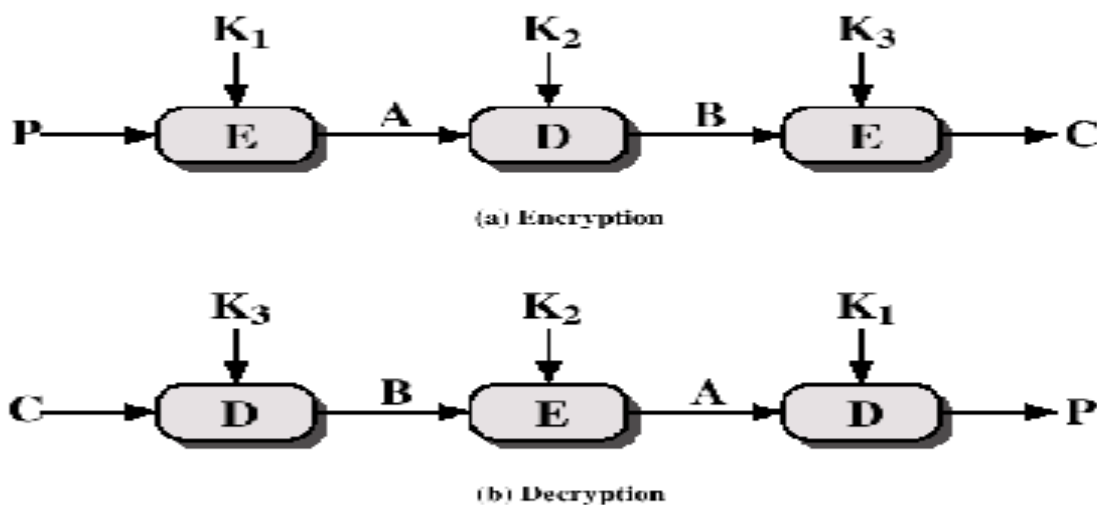 K₁ K₂ K₃
P E A D B E C
(a) Encryption
K₃ K₂ K₁
C D B E A D P
(b) Decryption